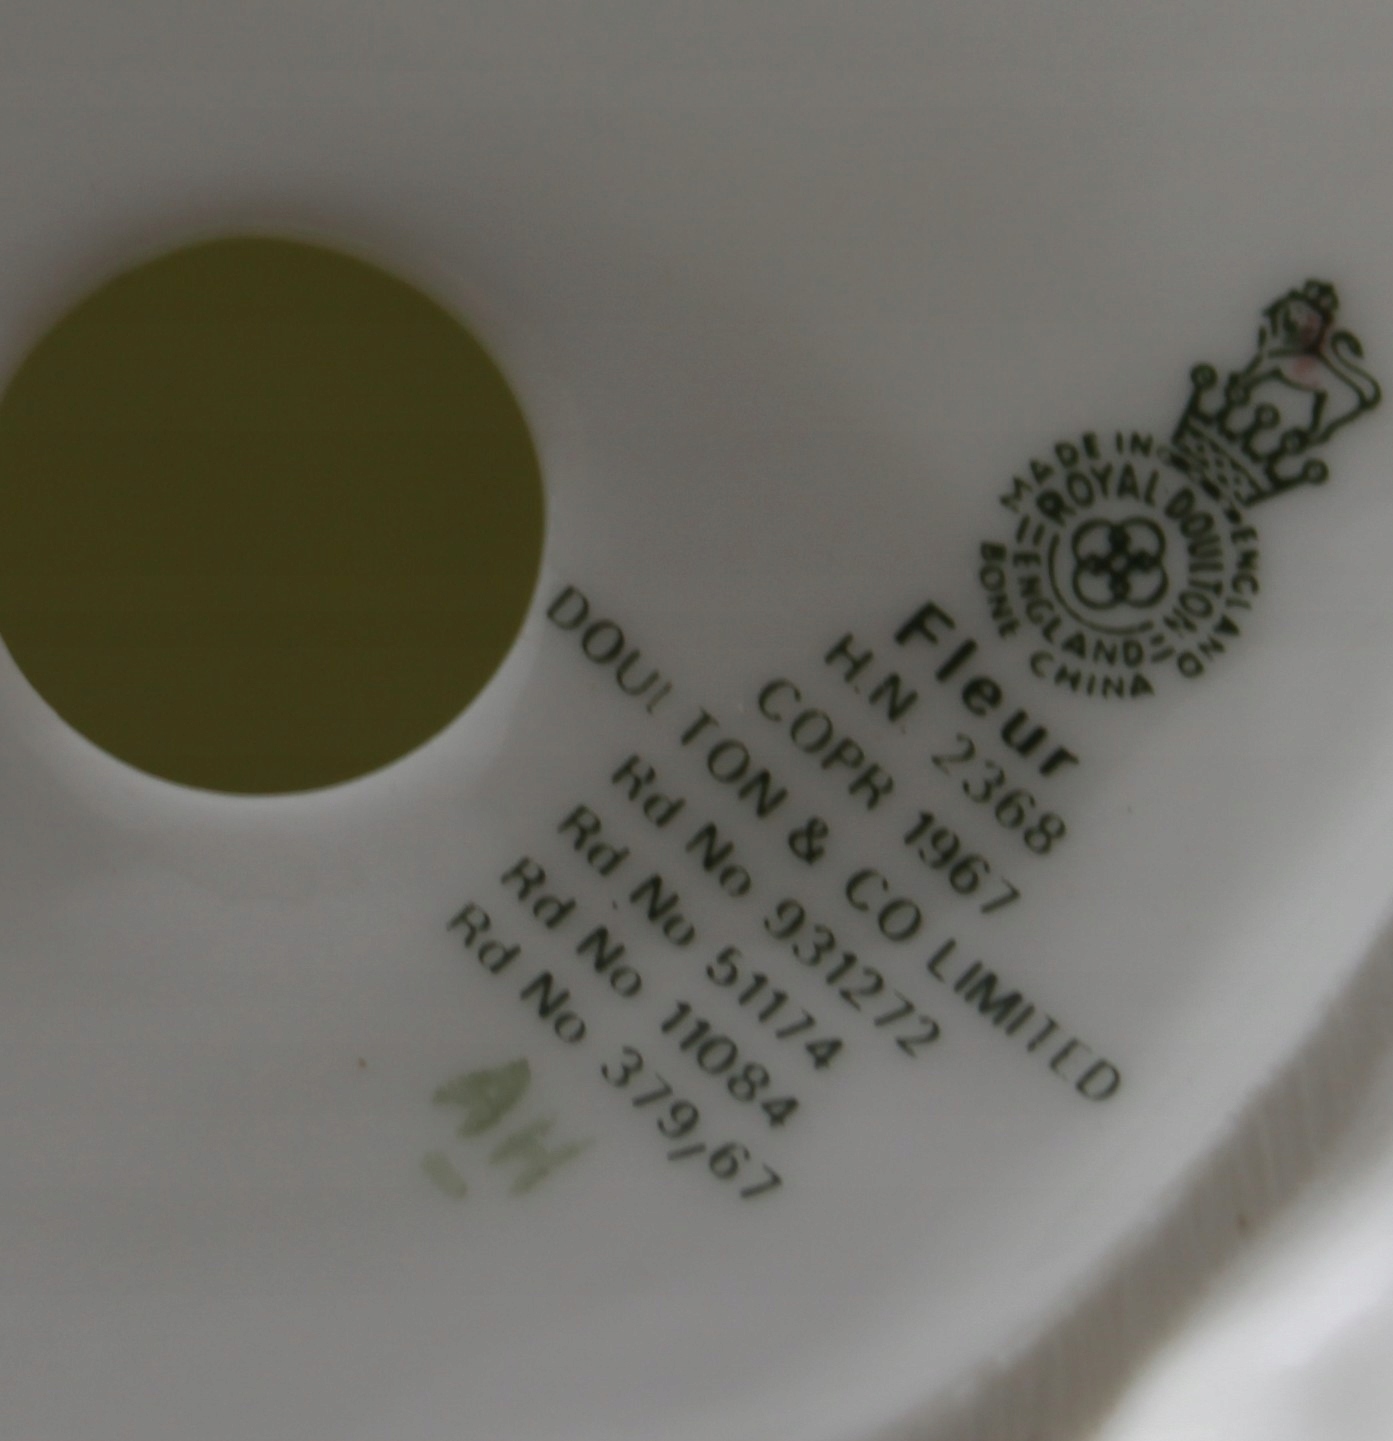 MADE IN ENGLAND
ROYAL DOULTON
ENGLAND
BONE CHINA
Fleur
H.N. 2368
COPR 1967
DOULTON & CO LIMITED
Rd No 931272
Rd No 51174
Rd No 11084
Rd No 379/67
AH